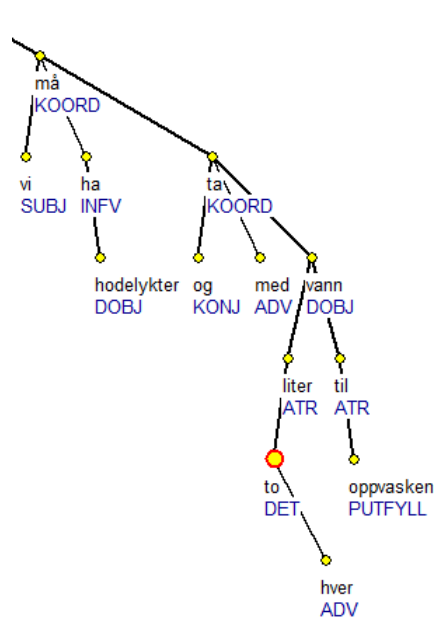 må
KOORD
vi ha ta
SUBJ INFV KOORD
hodelykter og med vann
DOBJ KONJ ADV DOBJ
liter til
ATR ATR
to oppvasken
DET PUTFYLL
hver
ADV